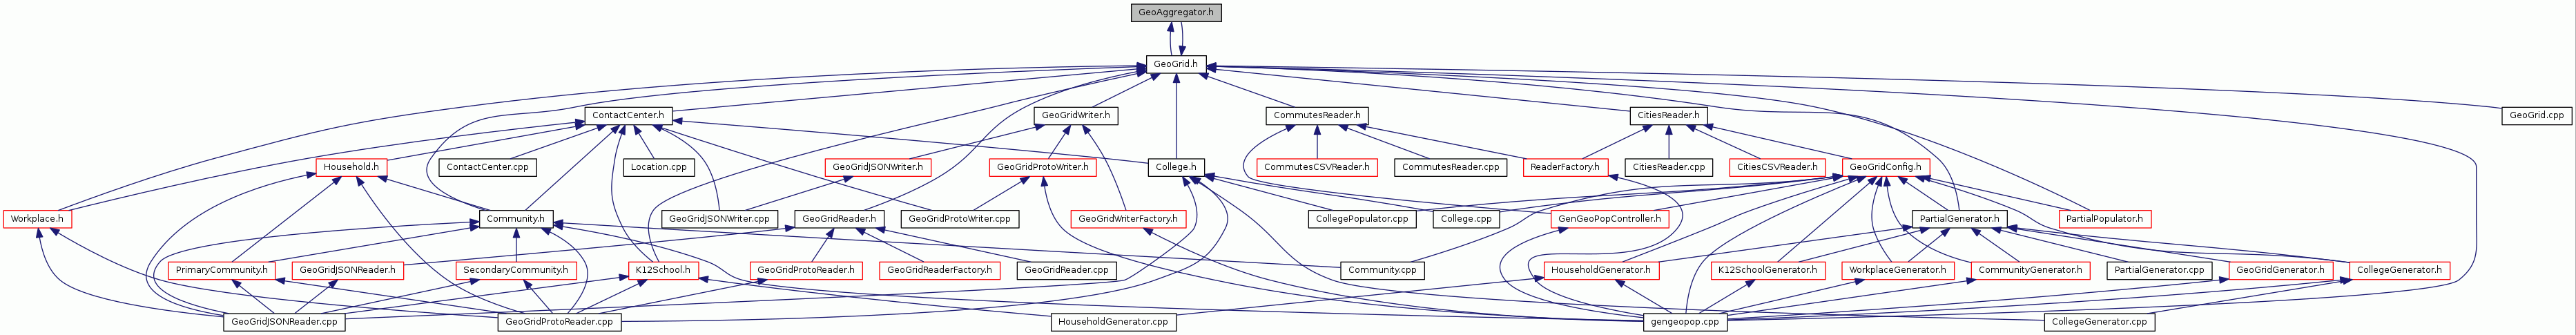 GeoAggregator.h
GeoGrid.h
ContactCenter.h
GeoGridWriter.h
CommutesReader.h
CitiesReader.h
GeoGrid.cpp
Household.h
ContactCenter.cpp
Location.cpp
GeoGridJSONWriter.h
GeoGridProtoWriter.h
College.h
CommutesCSVReader.h
CommutesReader.cpp
ReaderFactory.h
CitiesReader.cpp
CitiesCSVReader.h
GeoGridConfig.h
Workplace.h
Community.h
GeoGridJSONWriter.cpp
GeoGridReader.h
GeoGridProtoWriter.cpp
GeoGridWriterFactory.h
CollegePopulator.cpp
College.cpp
GenGeoPopController.h
PartialGenerator.h
PartialPopulator.h
PrimaryCommunity.h
GeoGridJSONReader.h
SecondaryCommunity.h
K12School.h
GeoGridProtoReader.h
GeoGridReaderFactory.h
GeoGridReader.cpp
Community.cpp
HouseholdGenerator.h
K12SchoolGenerator.h
WorkplaceGenerator.h
CommunityGenerator.h
PartialGenerator.cpp
GeoGridGenerator.h
CollegeGenerator.h
GeoGridJSONReader.cpp
GeoGridProtoReader.cpp
HouseholdGenerator.cpp
gengeopop.cpp
CollegeGenerator.cpp